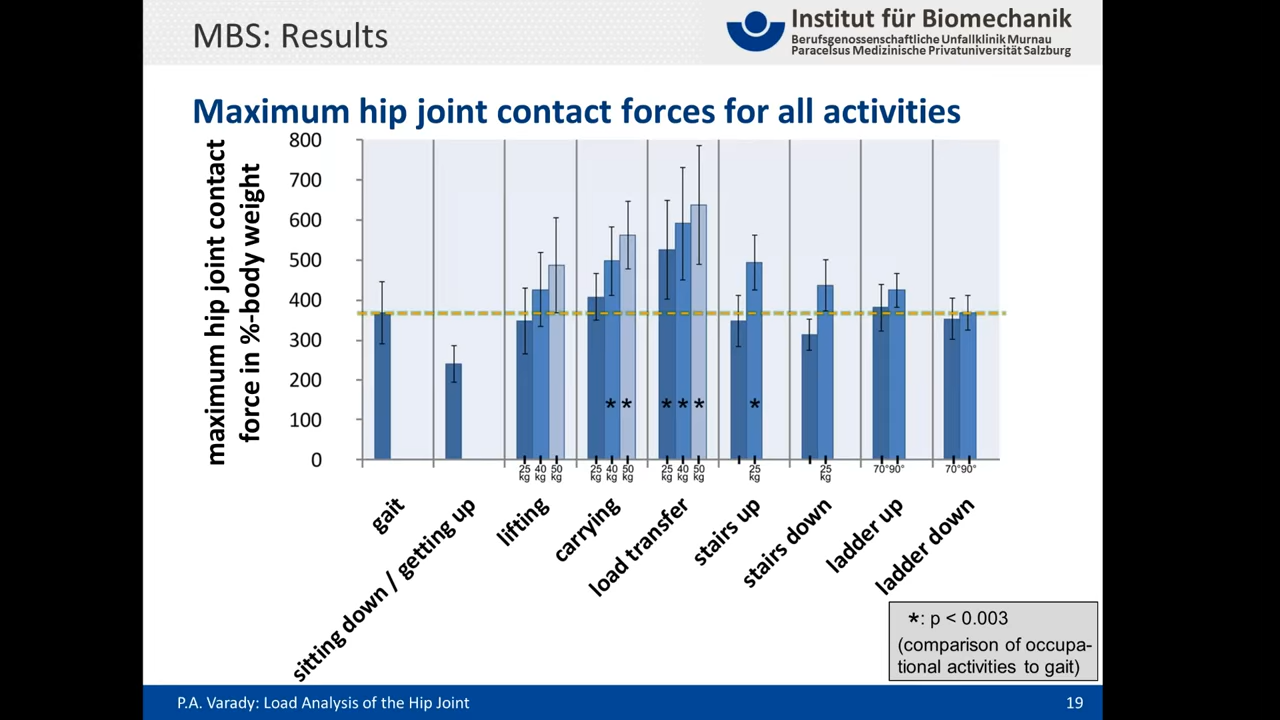 MBS: Results
Institut für Biomechanik
Berufsgenossenschaftliche Unfallklinik Murnau
Paracelsus Medizinische Privatuniversität Salzburg
Maximum hip joint contact forces for all activities
maximum hip joint contact
force in %-body weight
800
700
600
500
400
300
200
100
0
* * * * * *
25 40 50 25 40 50 25 40 50 25 25 70° 90° 70° 90°
kg kg kg kg kg kg kg kg kg kg kg
gait
sitting down / getting up
lifting
carrying
load transfer
stairs up
stairs down
ladder up
ladder down
*: p < 0.003
(comparison of occupa-
tional activities to gait)
P.A. Varady: Load Analysis of the Hip Joint
19